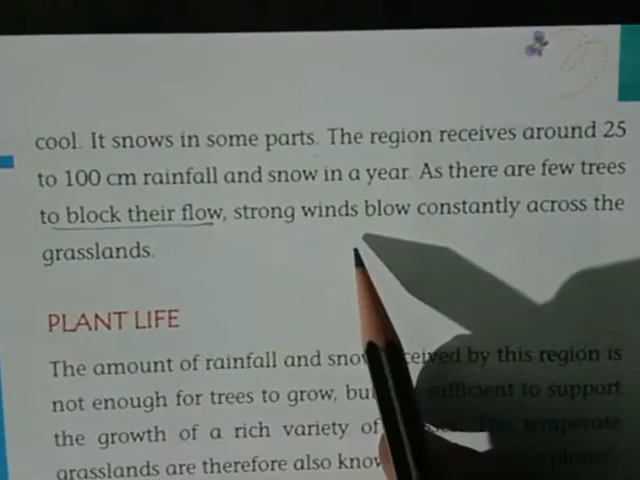 cool. It snows in some parts. The region receives around 25
to 100 cm rainfall and snow in a year. As there are few trees
to block their flow, strong winds blow constantly across the
grasslands.
PLANT LIFE
The amount of rainfall and snow received by this region is
not enough for trees to grow, but sufficient to support
the growth of a rich variety of temperate
grasslands are therefore also